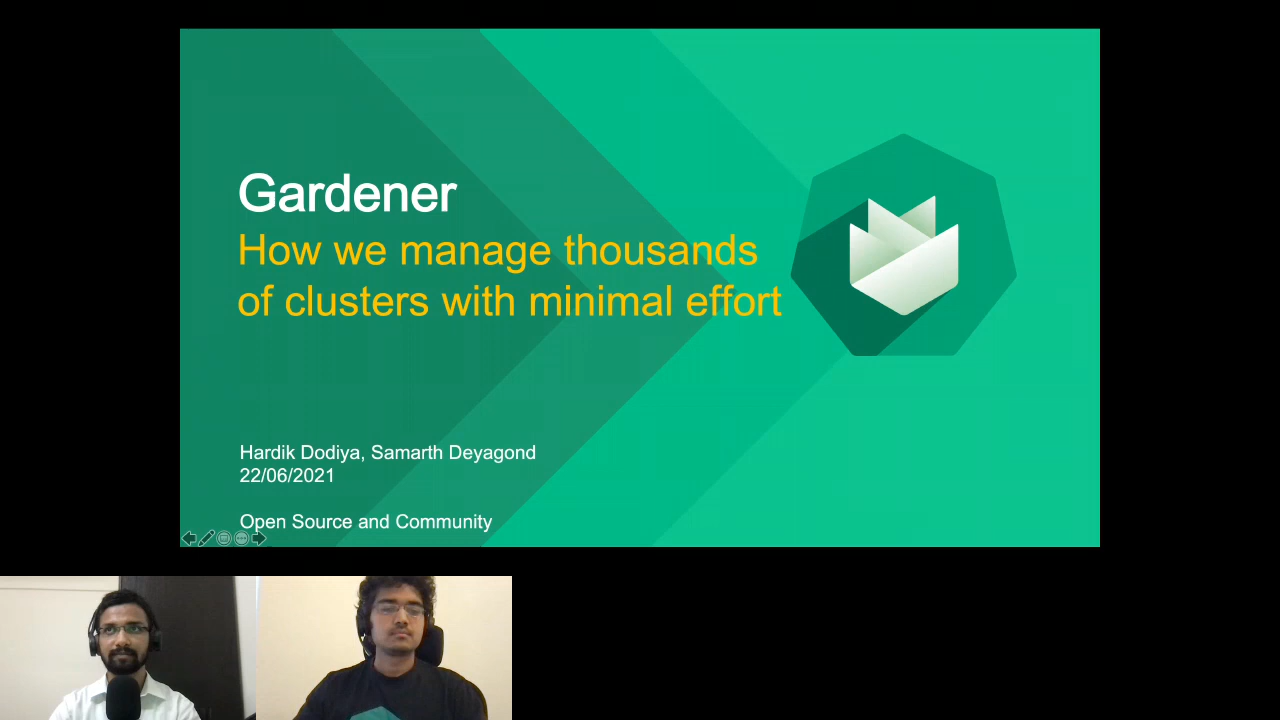 Gardener
How we manage thousands
of clusters with minimal effort
Hardik Dodiya, Samarth Deyagond
22/06/2021
Open Source and Community